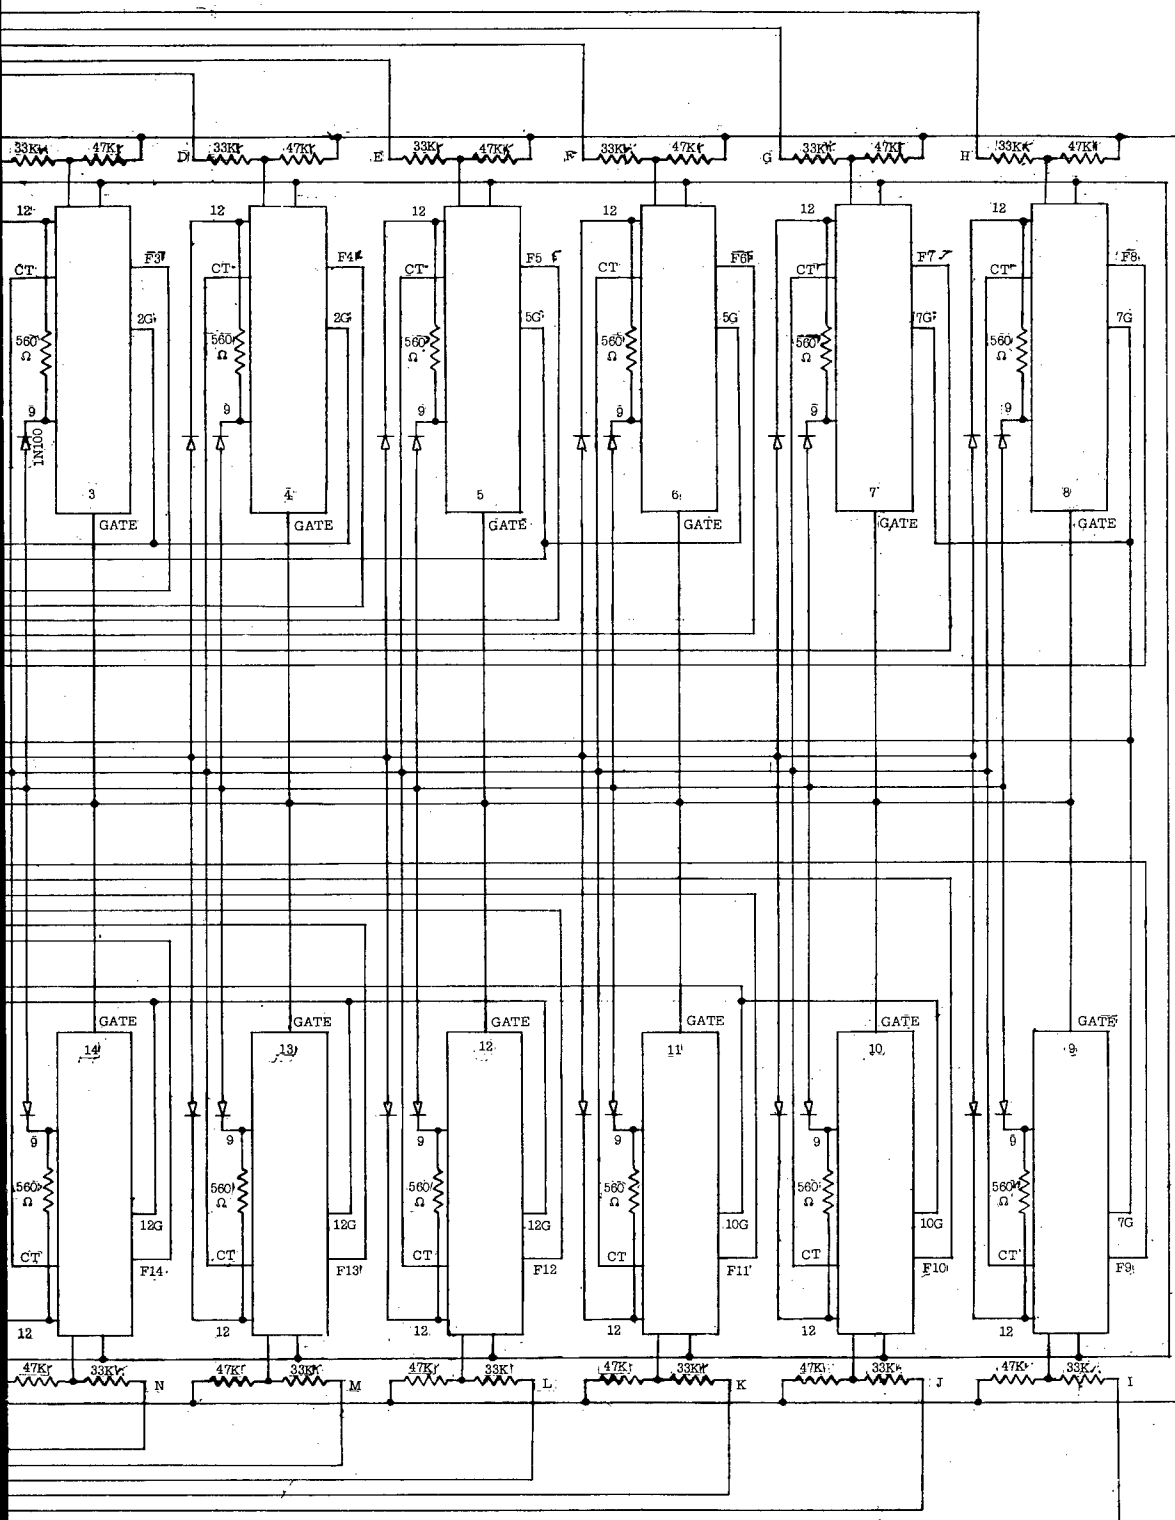 33K 47K D 33K 47K E 33K 47K F 33K 47K G 33K 47K H 33K 47K
12 12 12 12 12 12
F3 F4 F5 F6 F7 F8
CT CT CT CT CT CT
2G 2G 5G 5G 7G 7G
560 560 560 560 560 560
Ω Ω Ω Ω Ω Ω
9 9 9 9 9 9
1N100
3 4 5 6 7 8
GATE GATE GATE GATE GATE GATE
GATE GATE GATE GATE GATE GATE
14 13 12 11 10 9
9 9 9 9 9 9
560 560 560 560 560 560
Ω Ω Ω Ω Ω Ω
12G 12G 12G 10G 10G 7G
CT CT CT CT CT CT
F14 F13 F12 F11 F10 F9
12 12 12 12 12 12
47K 33K N 47K 33K M 47K 33K L 47K 33K K 47K 33K J 47K 33K I